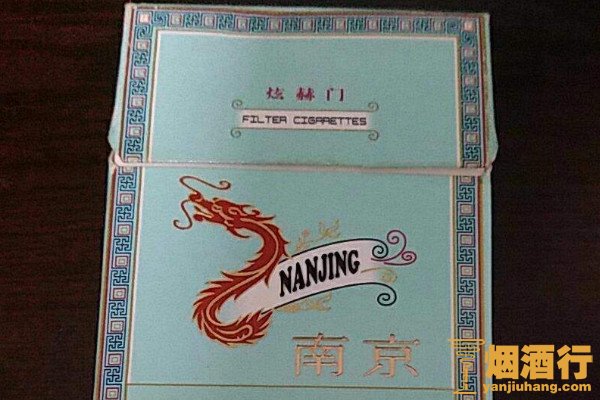 炫赫门
FILTER CIGARETTES
NANJING
南京
烟酒行
yanjiuhang.com